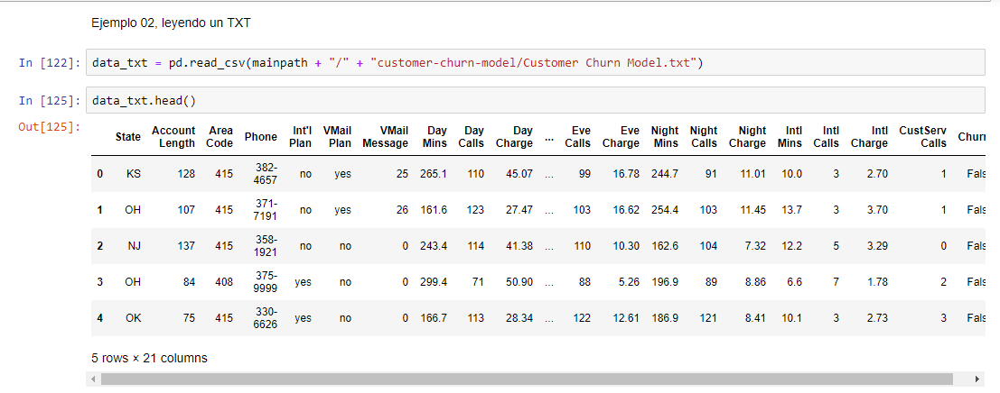 Ejemplo 02, leyendo un TXT
In [122]: data_txt = pd.read_csv(mainpath + "/" + "customer-churn-model/Customer Churn Model.txt")
In [125]: data_txt.head()
Out[125]:
State Account Length Area Code Phone Int'l Plan VMail Plan VMail Message Day Mins Day Calls Day Charge ... Eve Calls Eve Charge Night Mins Night Calls Night Charge Intl Mins Intl Calls Intl Charge CustServ Calls Churn
0 KS 128 415 382-4657 no yes 25 265.1 110 45.07 ... 99 16.78 244.7 91 11.01 10.0 3 2.70 1 Fals
1 OH 107 415 371-7191 no yes 26 161.6 123 27.47 ... 103 16.62 254.4 103 11.45 13.7 3 3.70 1 Fals
2 NJ 137 415 358-1921 no no 0 243.4 114 41.38 ... 110 10.30 162.6 104 7.32 12.2 5 3.29 0 Fals
3 OH 84 408 375-9999 yes no 0 299.4 71 50.90 ... 88 5.26 196.9 89 8.86 6.6 7 1.78 2 Fals
4 OK 75 415 330-6626 yes no 0 166.7 113 28.34 ... 122 12.61 186.9 121 8.41 10.1 3 2.73 3 Fals
5 rows × 21 columns